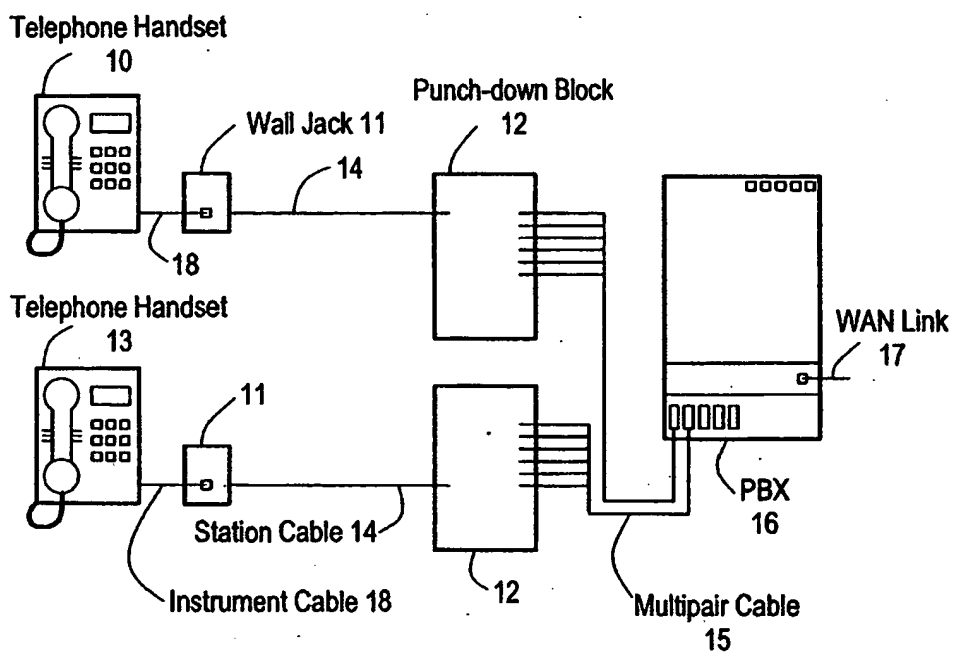 Telephone Handset
10
Wall Jack 11
14
Punch-down Block
12
18
Telephone Handset
13
WAN Link
17
11
Station Cable 14
PBX
16
Instrument Cable 18
12
Multipair Cable
15